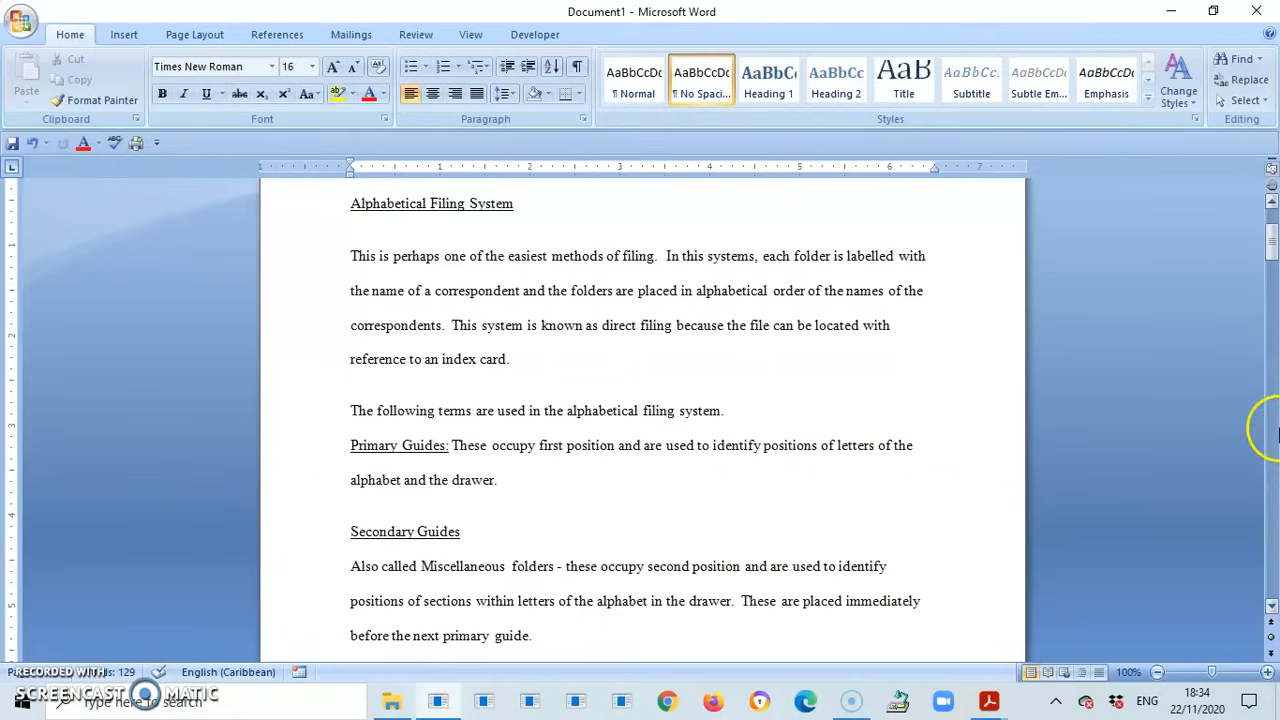 Document1 - Microsoft Word
Home Insert Page Layout References Mailings Review View Developer
Cut
Copy
Paste
Format Painter
Clipboard
Times New Roman 16
Font
Paragraph
AaBbCcDc AaBbCcDc AaBbCc AaBbCc AaB AaBbCcL AaBbCcDc AaBbCcDc
¶ Normal ¶ No Spaci... Heading 1 Heading 2 Title Subtitle Subtle Em... Emphasis
Change Styles
Styles
Find
Replace
Select
Editing
Alphabetical Filing System
This is perhaps one of the easiest methods of filing. In this systems, each folder is labelled with
the name of a correspondent and the folders are placed in alphabetical order of the names of the
correspondents. This system is known as direct filing because the file can be located with
reference to an index card.
The following terms are used in the alphabetical filing system.
Primary Guides: These occupy first position and are used to identify positions of letters of the
alphabet and the drawer.
Secondary Guides
Also called Miscellaneous folders - these occupy second position and are used to identify
positions of sections within letters of the alphabet in the drawer. These are placed immediately
before the next primary guide.
RECORDED WITH
SCREENCAST MATIC
129 English (Caribbean) 100%
here to search
ENG 18:34
22/11/2020